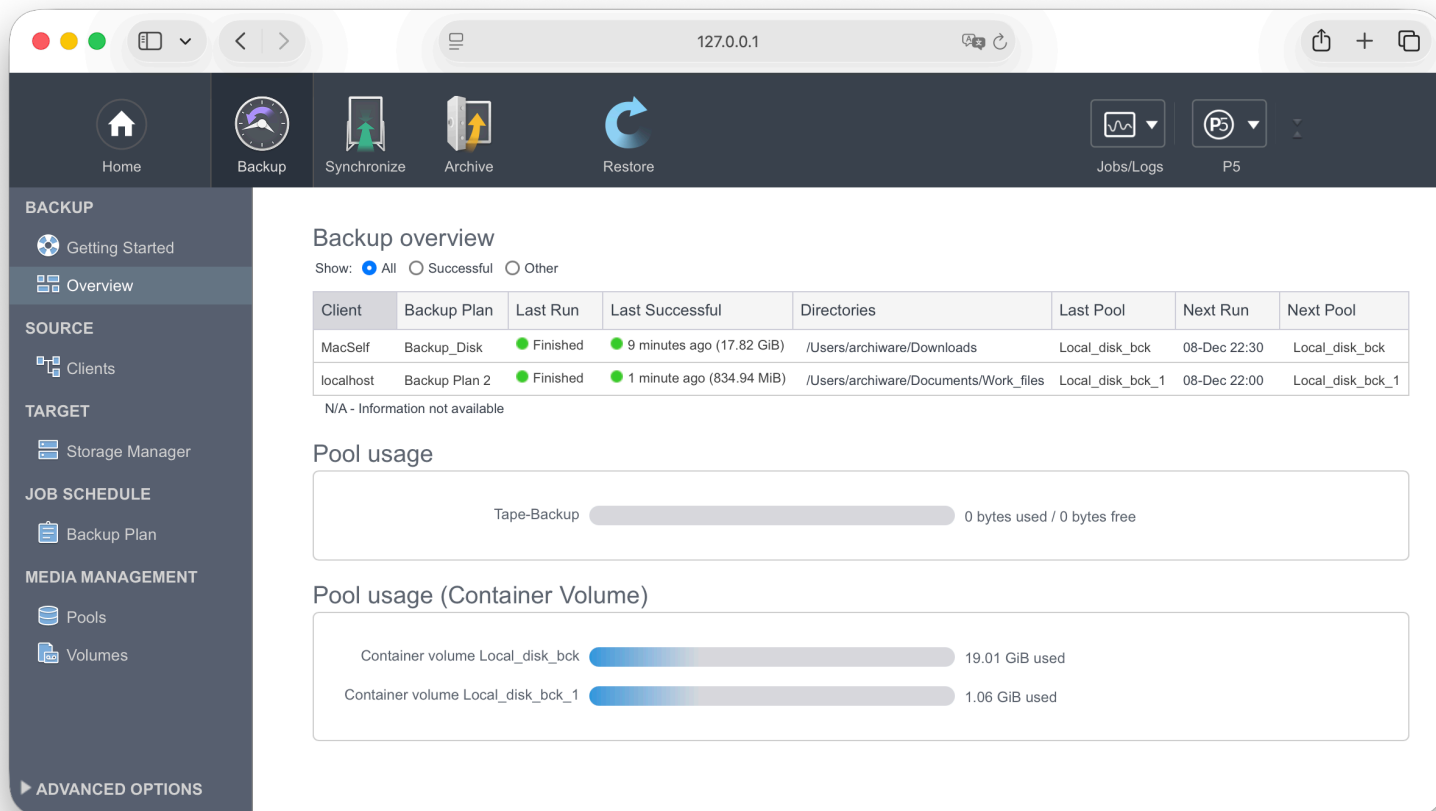 127.0.0.1
Home
Backup
Synchronize
Archive
Restore
Jobs/Logs
P5
P5
BACKUP
Getting Started
Overview
SOURCE
Clients
TARGET
Storage Manager
JOB SCHEDULE
Backup Plan
MEDIA MANAGEMENT
Pools
Volumes
ADVANCED OPTIONS
Backup overview
Show: All Successful Other
Client Backup Plan Last Run Last Successful Directories Last Pool Next Run Next Pool
MacSelf Backup_Disk Finished 9 minutes ago (17.82 GiB) /Users/archiware/Downloads Local_disk_bck 08-Dec 22:30 Local_disk_bck
localhost Backup Plan 2 Finished 1 minute ago (834.94 MiB) /Users/archiware/Documents/Work_files Local_disk_bck_1 08-Dec 22:00 Local_disk_bck_1
N/A - Information not available
Pool usage
Tape-Backup 0 bytes used / 0 bytes free
Pool usage (Container Volume)
Container volume Local_disk_bck 19.01 GiB used
Container volume Local_disk_bck_1 1.06 GiB used